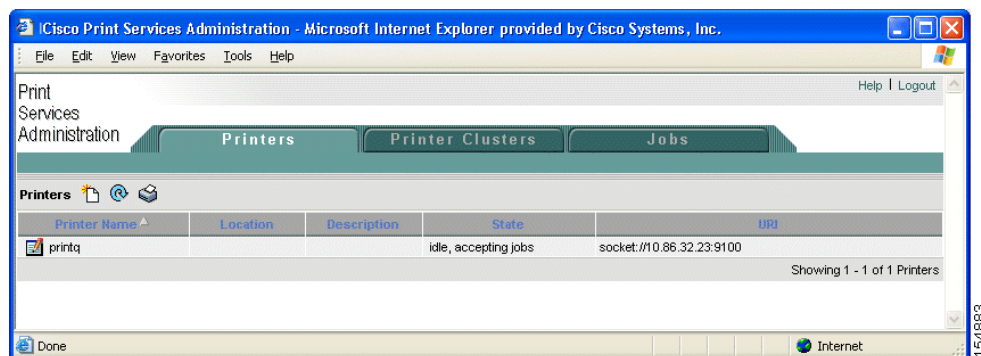 Cisco Print Services Administration - Microsoft Internet Explorer provided by Cisco Systems, Inc.
File Edit View Favorites Tools Help
Help | Logout
Print
Services
Administration
Printers Printer Clusters Jobs
Printers
Printer Name Location Description State URI
printq idle, accepting jobs socket://10.86.32.23:9100
Showing 1 - 1 of 1 Printers
Done Internet
154883